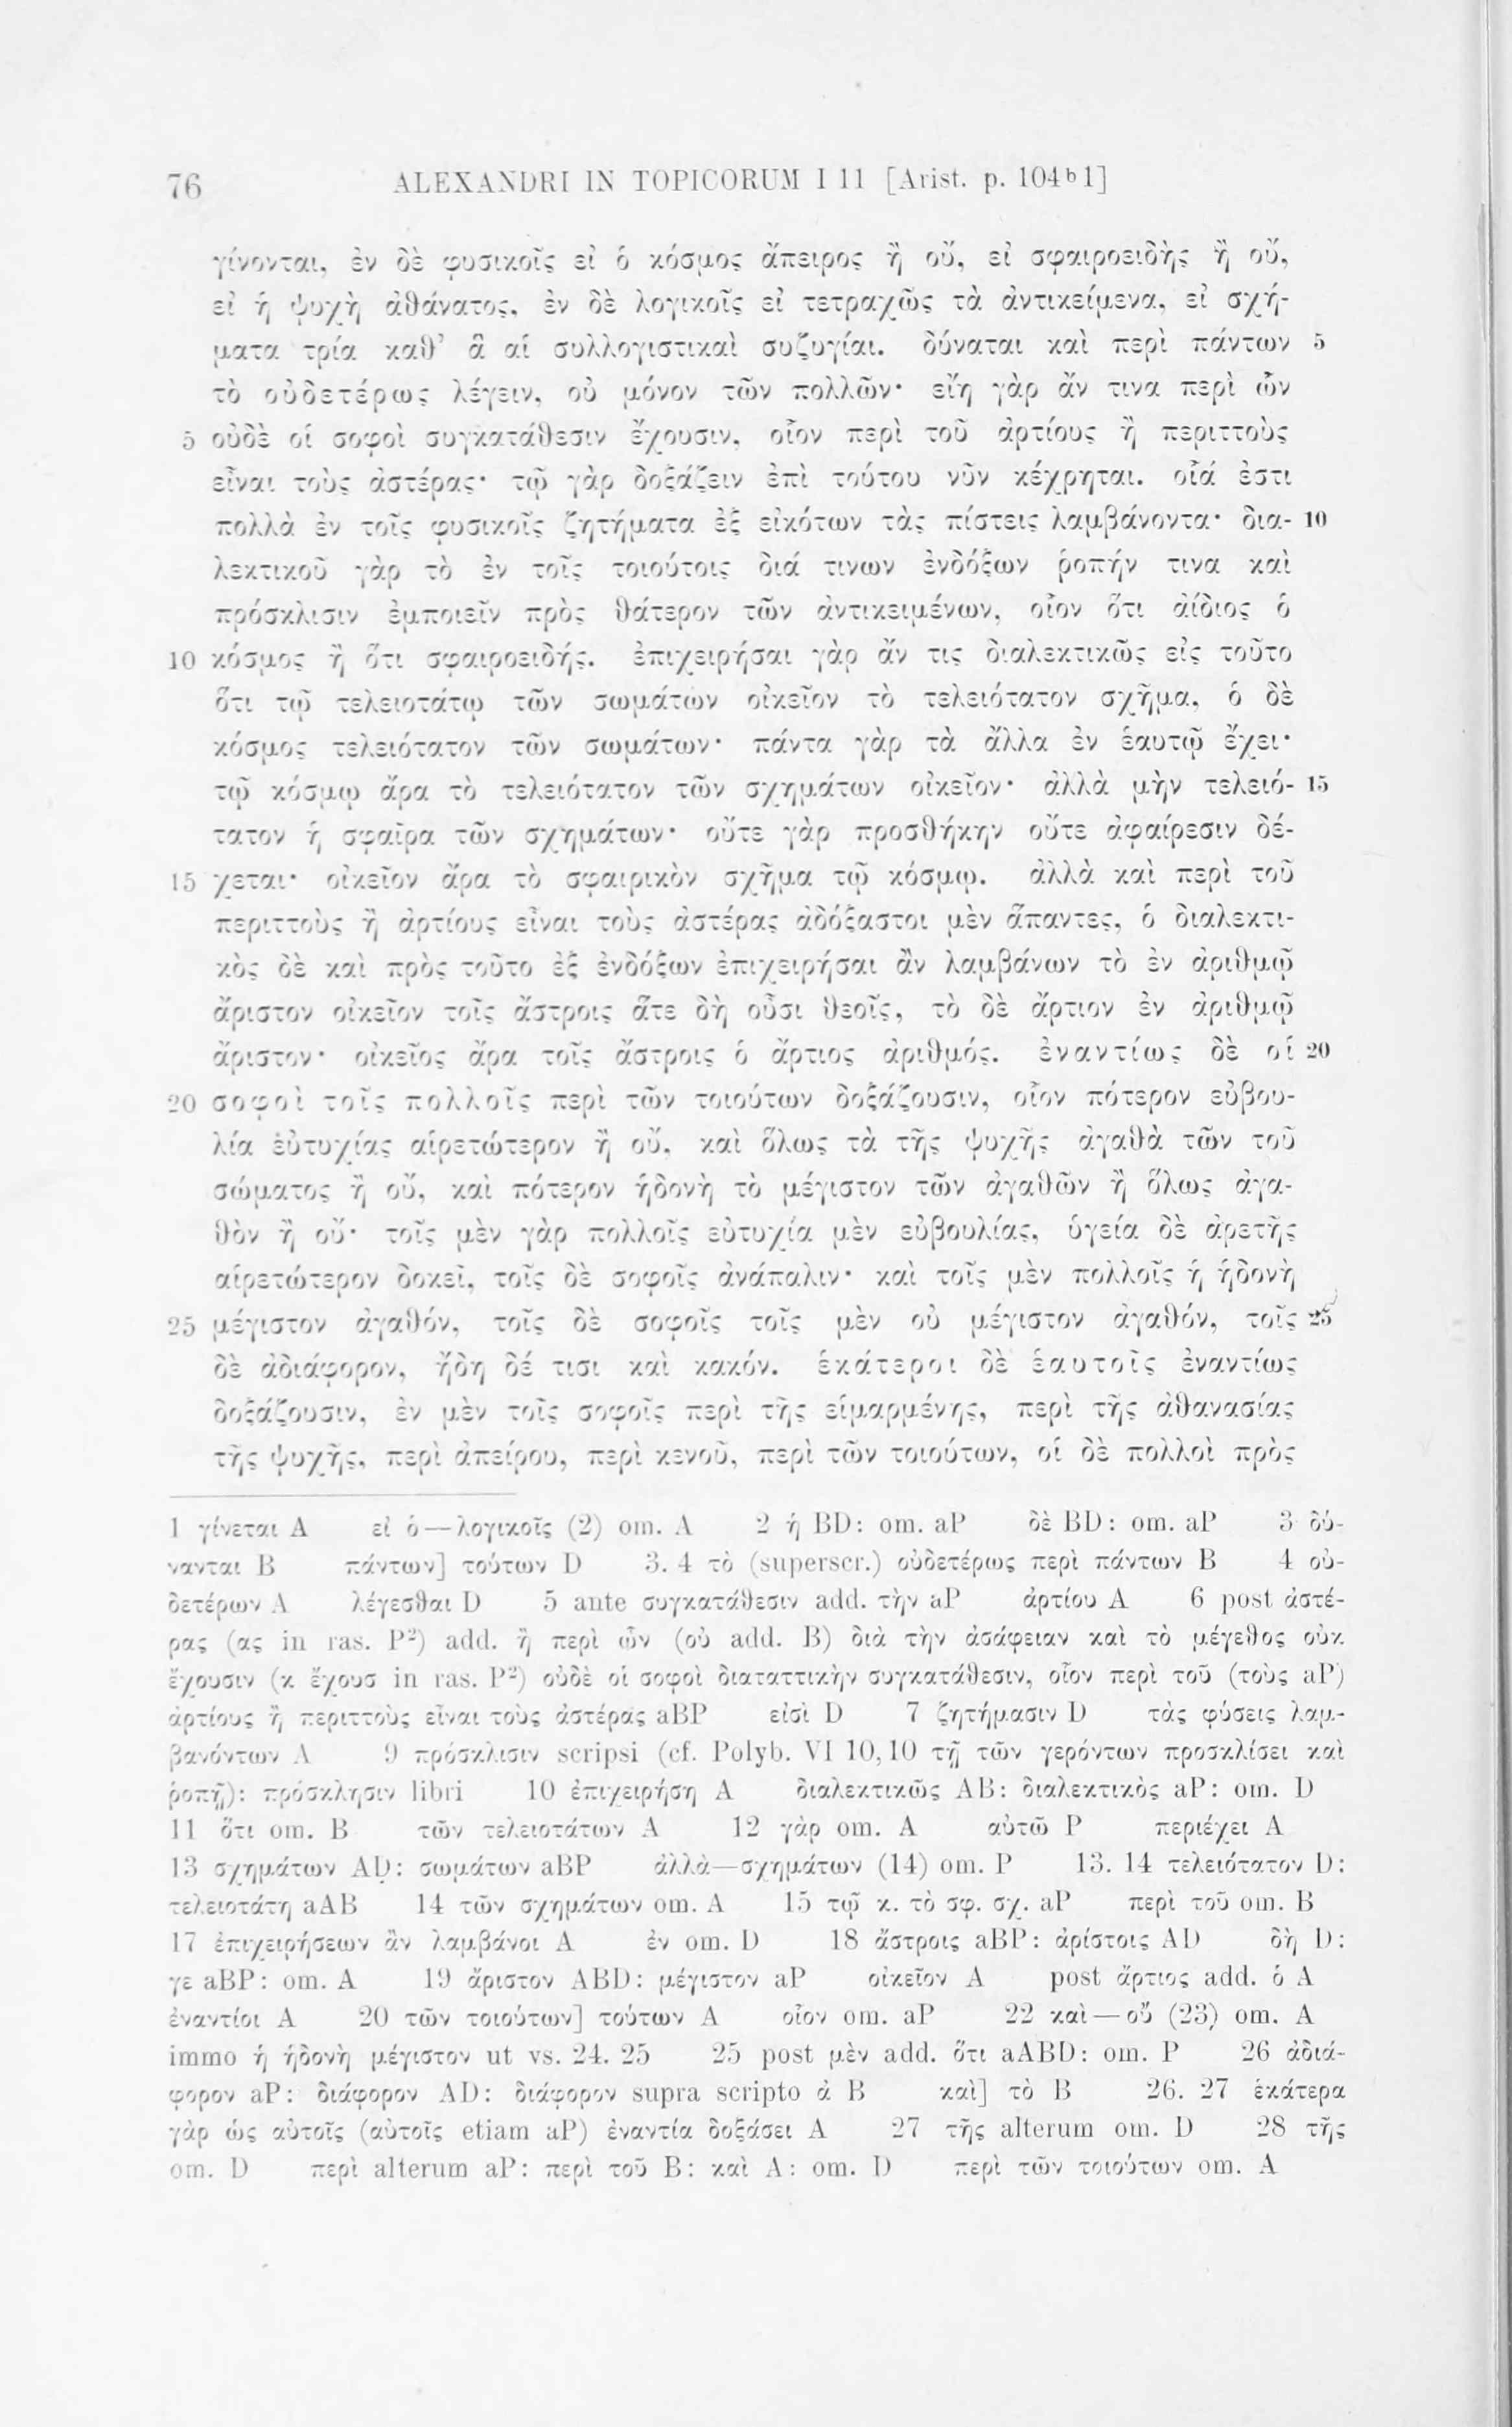 76 ALEXANDRI IN TOPICORUM I 11 [Arist. p. 104ᵇ1]
γίνονται, ἐν δὲ φυσικοῖς εἰ ὁ κόσμος ἄπειρος ἢ οὔ, εἰ σφαιροειδὴς ἢ οὔ,
εἰ ἡ ψυχὴ ἀθάνατος, ἐν δὲ λογικοῖς εἰ τετραχῶς τὰ ἀντικείμενα, εἰ σχή-
ματα τρία καθ' ἃ αἱ συλλογιστικαὶ συζυγίαι. δύναται καὶ περὶ πάντων 5
τὸ οὐδετέρως λέγειν, οὐ μόνον τῶν πολλῶν· εἴη γὰρ ἄν τινα περὶ ὧν
5 οὐδὲ οἱ σοφοὶ συγκατάθεσιν ἔχουσιν, οἷον περὶ τοῦ ἀρτίους ἢ περιττοὺς
εἶναι τοὺς ἀστέρας· τῷ γὰρ δοξάζειν ἐπὶ τούτου νῦν κέχρηται. οἷά ἐστι
πολλὰ ἐν τοῖς φυσικοῖς ζητήματα ἐξ εἰκότων τὰς πίστεις λαμβάνοντα· δια- 10
λεκτικοῦ γὰρ τὸ ἐν τοῖς τοιούτοις διά τινων ἐνδόξων ῥοπήν τινα καὶ
πρόσκλισιν ἐμποιεῖν πρὸς θάτερον τῶν ἀντικειμένων, οἷον ὅτι ἀίδιος ὁ
10 κόσμος ἢ ὅτι σφαιροειδής. ἐπιχειρήσαι γὰρ ἄν τις διαλεκτικῶς εἰς τοῦτο
ὅτι τῷ τελειοτάτῳ τῶν σωμάτων οἰκεῖον τὸ τελειότατον σχῆμα, ὁ δὲ
κόσμος τελειότατον τῶν σωμάτων· πάντα γὰρ τὰ ἄλλα ἐν ἑαυτῷ ἔχει·
τῷ κόσμῳ ἄρα τὸ τελειότατον τῶν σχημάτων οἰκεῖον· ἀλλὰ μὴν τελειό- 15
τατον ἡ σφαῖρα τῶν σχημάτων· οὔτε γὰρ προσθήκην οὔτε ἀφαίρεσιν δέ-
15 χεται· οἰκεῖον ἄρα τὸ σφαιρικὸν σχῆμα τῷ κόσμῳ. ἀλλὰ καὶ περὶ τοῦ
περιττοὺς ἢ ἀρτίους εἶναι τοὺς ἀστέρας ἀδόξαστοι μὲν ἅπαντες, ὁ διαλεκτι-
κὸς δὲ καὶ πρὸς τοῦτο ἐξ ἐνδόξων ἐπιχειρήσαι ἂν λαμβάνων τὸ ἐν ἀριθμῷ
ἄριστον οἰκεῖον τοῖς ἄστροις ἅτε δὴ οὖσι θεοῖς, τὸ δὲ ἄρτιον ἐν ἀριθμῷ
ἄριστον· οἰκεῖος ἄρα τοῖς ἄστροις ὁ ἄρτιος ἀριθμός. ἐναντίως δὲ οἱ 20
20 σοφοὶ τοῖς πολλοῖς περὶ τῶν τοιούτων δοξάζουσιν, οἷον πότερον εὐβου-
λία εὐτυχίας αἱρετώτερον ἢ οὔ, καὶ ὅλως τὰ τῆς ψυχῆς ἀγαθὰ τῶν τοῦ
σώματος ἢ οὔ, καὶ πότερον ἡδονὴ τὸ μέγιστον τῶν ἀγαθῶν ἢ ὅλως ἀγα-
θὸν ἢ οὔ· τοῖς μὲν γὰρ πολλοῖς εὐτυχία μὲν εὐβουλίας, ὑγεία δὲ ἀρετῆς
αἱρετώτερον δοκεῖ, τοῖς δὲ σοφοῖς ἀνάπαλιν· καὶ τοῖς μὲν πολλοῖς ἡ ἡδονὴ
25 μέγιστον ἀγαθόν, τοῖς δὲ σοφοῖς τοῖς μὲν οὐ μέγιστον ἀγαθόν, τοῖς 25
δὲ ἀδιάφορον, ἤδη δέ τισι καὶ κακόν. ἑκάτεροι δὲ ἑαυτοῖς ἐναντίως
δοξάζουσιν, ἐν μὲν τοῖς σοφοῖς περὶ τῆς εἱμαρμένης, περὶ τῆς ἀθανασίας
τῆς ψυχῆς, περὶ ἀπείρου, περὶ κενοῦ, περὶ τῶν τοιούτων, οἱ δὲ πολλοὶ πρὸς
1 γίνεται A εἰ ὁ—λογικοῖς (2) om. A 2 ἡ BD: om. aP δὲ BD: om. aP 3 δύ-
νανται B πάντων] τούτων D 3. 4 τὸ (superscr.) οὐδετέρως περὶ πάντων B 4 οὐ-
δετέρων A λέγεσθαι D 5 ante συγκατάθεσιν add. τὴν aP ἀρτίου A 6 post ἀστέ-
ρας (ας in ras. P²) add. ἢ περὶ ὧν (οὐ add. B) διὰ τὴν ἀσάφειαν καὶ τὸ μέγεθος οὐκ
ἔχουσιν (κ ἔχουσ in ras. P²) οὐδὲ οἱ σοφοὶ διαταττικὴν συγκατάθεσιν, οἷον περὶ τοῦ (τοὺς aP)
ἀρτίους ἢ περιττοὺς εἶναι τοὺς ἀστέρας aBP εἰσὶ D 7 ζητήμασιν D τὰς φύσεις λαμ-
βανόντων A 9 πρόσκλισιν scripsi (cf. Polyb. VI 10,10 τῇ τῶν γερόντων προσκλίσει καὶ
ῥοπῇ): πρόσκλησιν libri 10 ἐπιχειρήση A διαλεκτικῶς AB: διαλεκτικὸς aP: om. D
11 ὅτι om. B τῶν τελειοτάτων A 12 γὰρ om. A αὐτῶ P περιέχει A
13 σχημάτων AD: σωμάτων aBP ἀλλὰ—σχημάτων (14) om. P 13. 14 τελειότατον D:
τελειοτάτη aAB 14 τῶν σχημάτων om. A 15 τῷ κ. τὸ σφ. σχ. aP περὶ τοῦ om. B
17 ἐπιχειρήσεων ἂν λαμβάνοι A ἐν om. D 18 ἄστροις aBP: ἀρίστοις AD δὴ D:
γε aBP: om. A 19 ἄριστον ABD: μέγιστον aP οἰκεῖον A post ἄρτιος add. ὁ A
ἐναντίοι A 20 τῶν τοιούτων] τούτων A οἷον om. aP 22 καὶ—οὔ (23) om. A
immo ἡ ἡδονὴ μέγιστον ut vs. 24. 25 25 post μὲν add. ὅτι aABD: om. P 26 ἀδιά-
φορον aP: διάφορον AD: διάφορον supra scripto ἀ B καὶ] τὸ B 26. 27 ἑκάτερα
γὰρ ὡς αὐτοῖς (αὐτοῖς etiam aP) ἐναντία δοξάσει A 27 τῆς alterum om. D 28 τῆς
om. D περὶ alterum aP: περὶ τοῦ B: καὶ A: om. D περὶ τῶν τοιούτων om. A